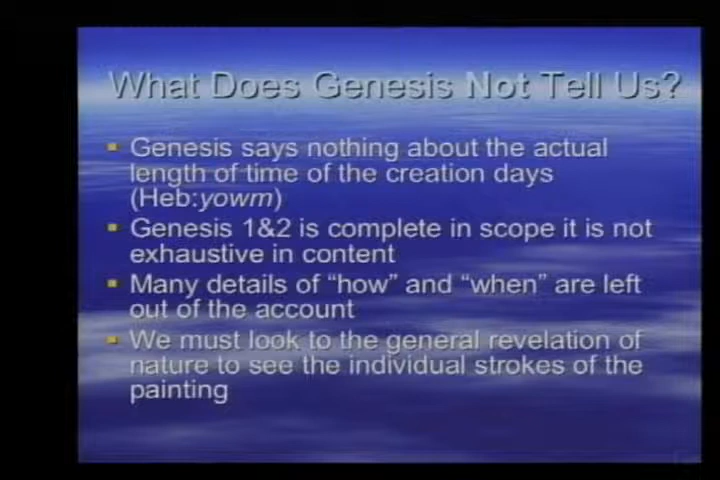 What Does Genesis Not Tell Us?
▪ Genesis says nothing about the actual
length of time of the creation days
(Heb:yowm)
▪ Genesis 1&2 is complete in scope it is not
exhaustive in content
▪ Many details of “how” and “when” are left
out of the account
▪ We must look to the general revelation of
nature to see the individual strokes of the
painting